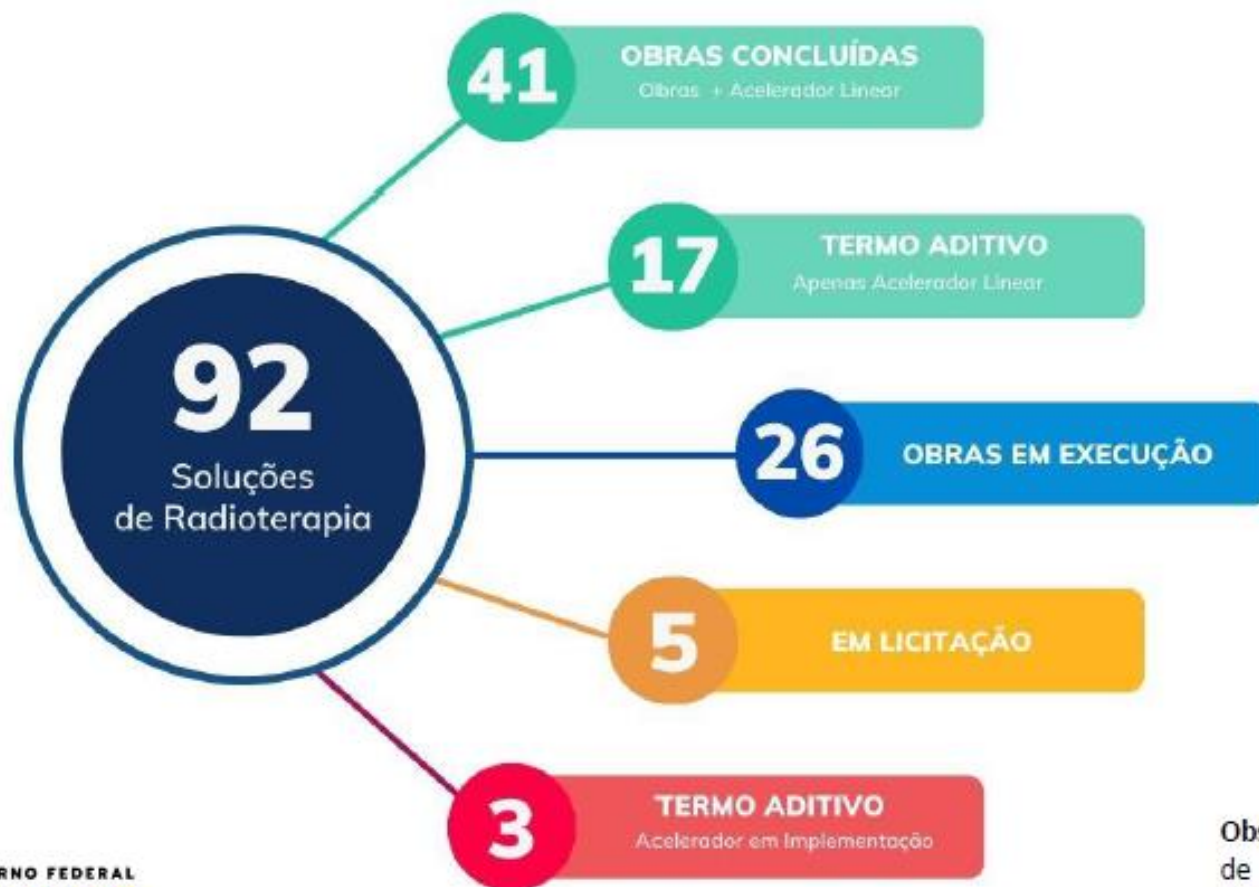 41
OBRAS CONCLUÍDAS
Obras + Acelerador Linear
17
TERMO ADITIVO
Apenas Acelerador Linear
92
Soluções
de Radioterapia
26
OBRAS EM EXECUÇÃO
5
EM LICITAÇÃO
3
TERMO ADITIVO
Acelerador em Implementação
RNO FEDERAL
Obs
de